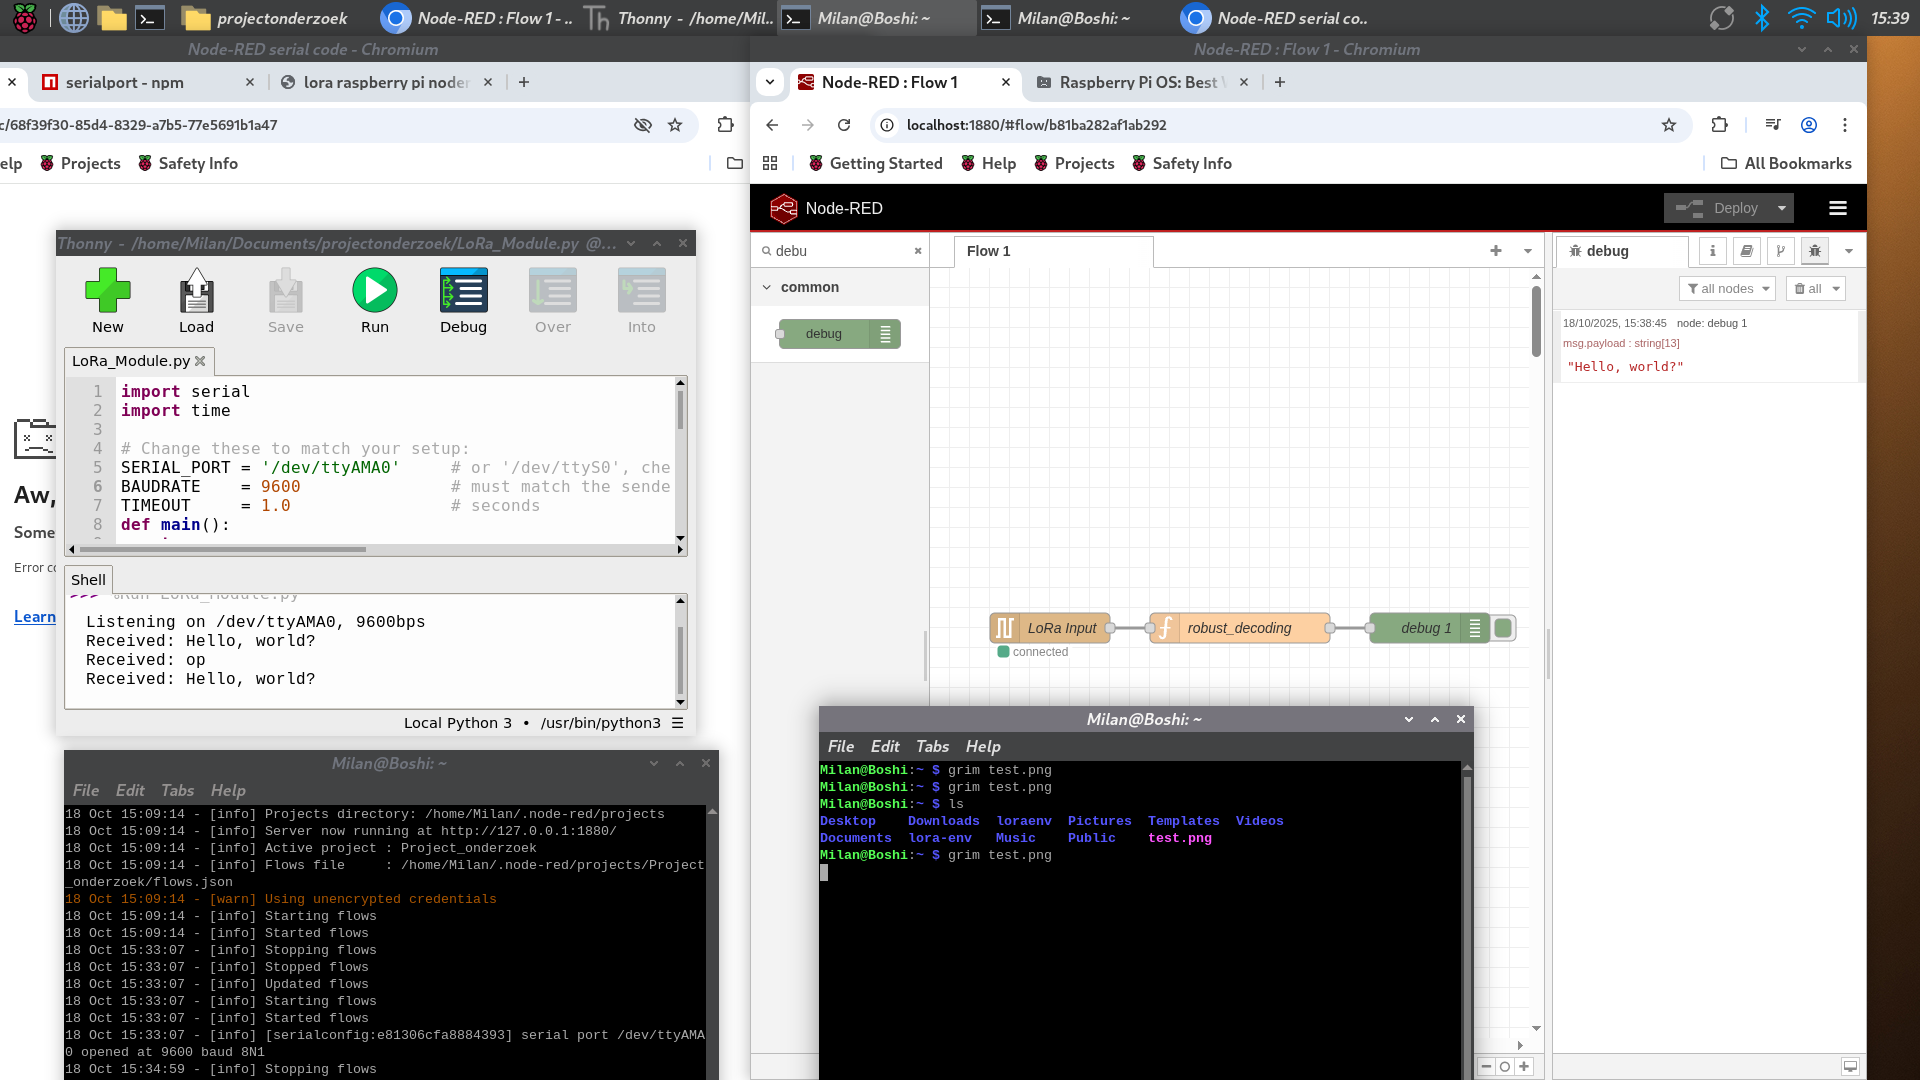 projectonderzoek
Node-RED : Flow 1 - ..
Thonny - /home/Mil..
Milan@Boshi: ~
Milan@Boshi: ~
Node-RED serial co..
15:39
Node-RED serial code - Chromium
serialport - npm
lora raspberry pi noder
c/68f39f30-85d4-8329-a7b5-77e5691b1a47
elp
Projects
Safety Info
Aw,
Some
Error co
Learn
Thonny - /home/Milan/Documents/projectonderzoek/LoRa_Module.py @...
New
Load
Save
Run
Debug
Over
Into
LoRa_Module.py
1 import serial
2 import time
3
4 # Change these to match your setup:
5 SERIAL_PORT = '/dev/ttyAMA0' # or '/dev/ttyS0', che
6 BAUDRATE = 9600 # must match the sende
7 TIMEOUT = 1.0 # seconds
8 def main():
Shell
>>> %Run LoRa_Module.py
Listening on /dev/ttyAMA0, 9600bps
Received: Hello, world?
Received: op
Received: Hello, world?
Local Python 3 • /usr/bin/python3 ☰
Milan@Boshi: ~
File Edit Tabs Help
18 Oct 15:09:14 - [info] Projects directory: /home/Milan/.node-red/projects
18 Oct 15:09:14 - [info] Server now running at http://127.0.0.1:1880/
18 Oct 15:09:14 - [info] Active project : Project_onderzoek
18 Oct 15:09:14 - [info] Flows file     : /home/Milan/.node-red/projects/Project
_onderzoek/flows.json
18 Oct 15:09:14 - [warn] Using unencrypted credentials
18 Oct 15:09:14 - [info] Starting flows
18 Oct 15:09:14 - [info] Started flows
18 Oct 15:33:07 - [info] Stopping flows
18 Oct 15:33:07 - [info] Stopped flows
18 Oct 15:33:07 - [info] Updated flows
18 Oct 15:33:07 - [info] Starting flows
18 Oct 15:33:07 - [info] Started flows
18 Oct 15:33:07 - [info] [serialconfig:e81306cfa8884393] serial port /dev/ttyAMA
0 opened at 9600 baud 8N1
18 Oct 15:34:59 - [info] Stopping flows
Node-RED : Flow 1 - Chromium
Node-RED : Flow 1
Raspberry Pi OS: Best
localhost:1880/#flow/b81ba282af1ab292
Getting Started
Help
Projects
Safety Info
All Bookmarks
Node-RED
Deploy
debu
Flow 1
common
debug
LoRa Input
connected
robust_decoding
debug 1
debug
all nodes
all
18/10/2025, 15:38:45 node: debug 1
msg.payload : string[13]
"Hello, world?"
Milan@Boshi: ~
File Edit Tabs Help
Milan@Boshi:~ $ grim test.png
Milan@Boshi:~ $ grim test.png
Milan@Boshi:~ $ ls
Desktop Downloads loraenv Pictures Templates Videos
Documents lora-env Music Public test.png
Milan@Boshi:~ $ grim test.png